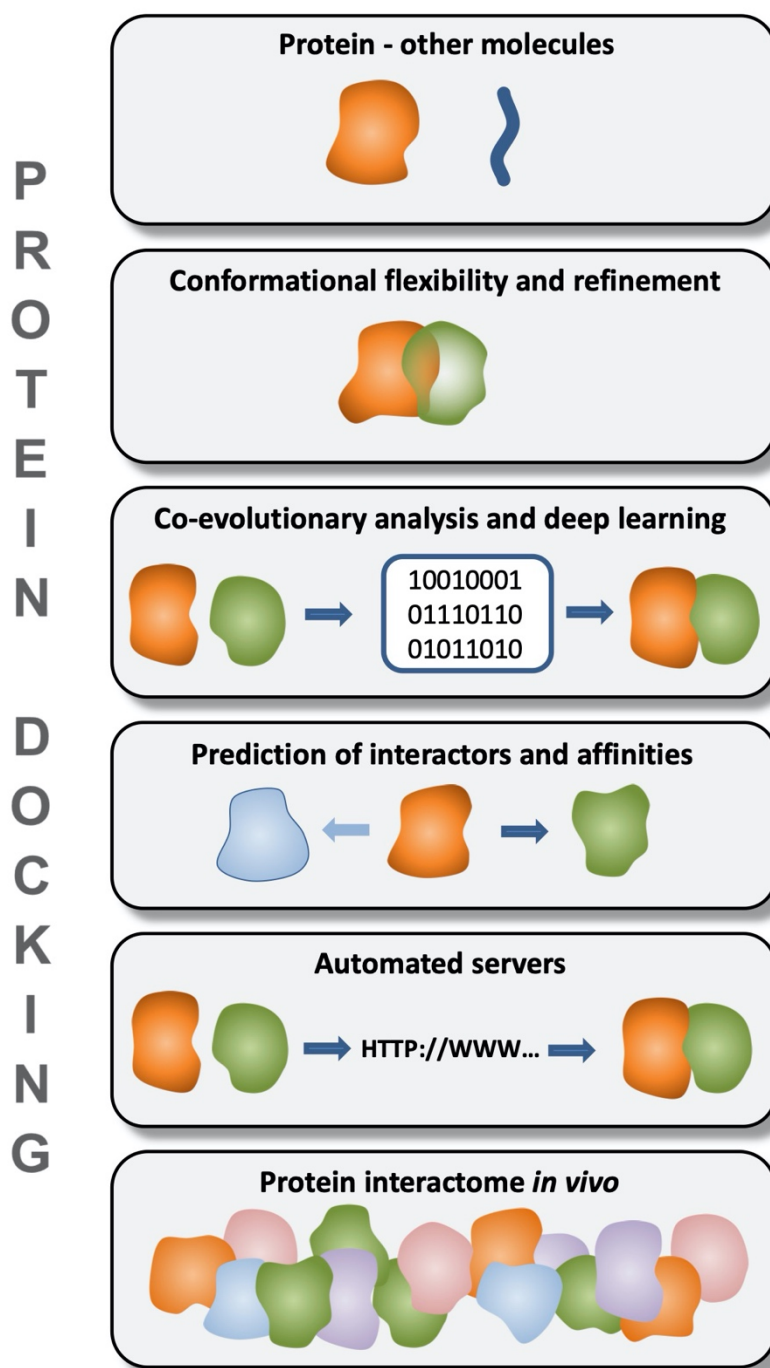 PROTEIN DOCKING
Protein - other molecules
Conformational flexibility and refinement
Co-evolutionary analysis and deep learning
10010001
01110110
01011010
Prediction of interactors and affinities
Automated servers
HTTP://WWW...
Protein interactome in vivo